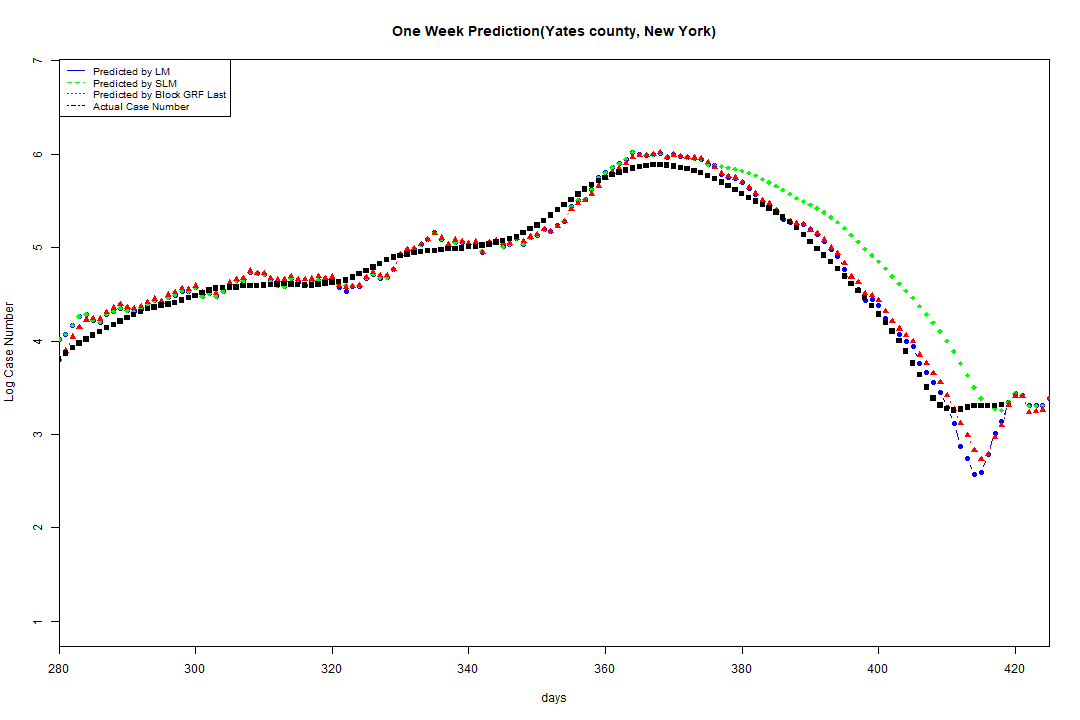 One Week Prediction(Yates county, New York)
Predicted by LM
Predicted by SLM
Predicted by Block GRF Last
Actual Case Number
7
6
5
4
3
2
1
Log Case Number
280 300 320 340 360 380 400 420
days